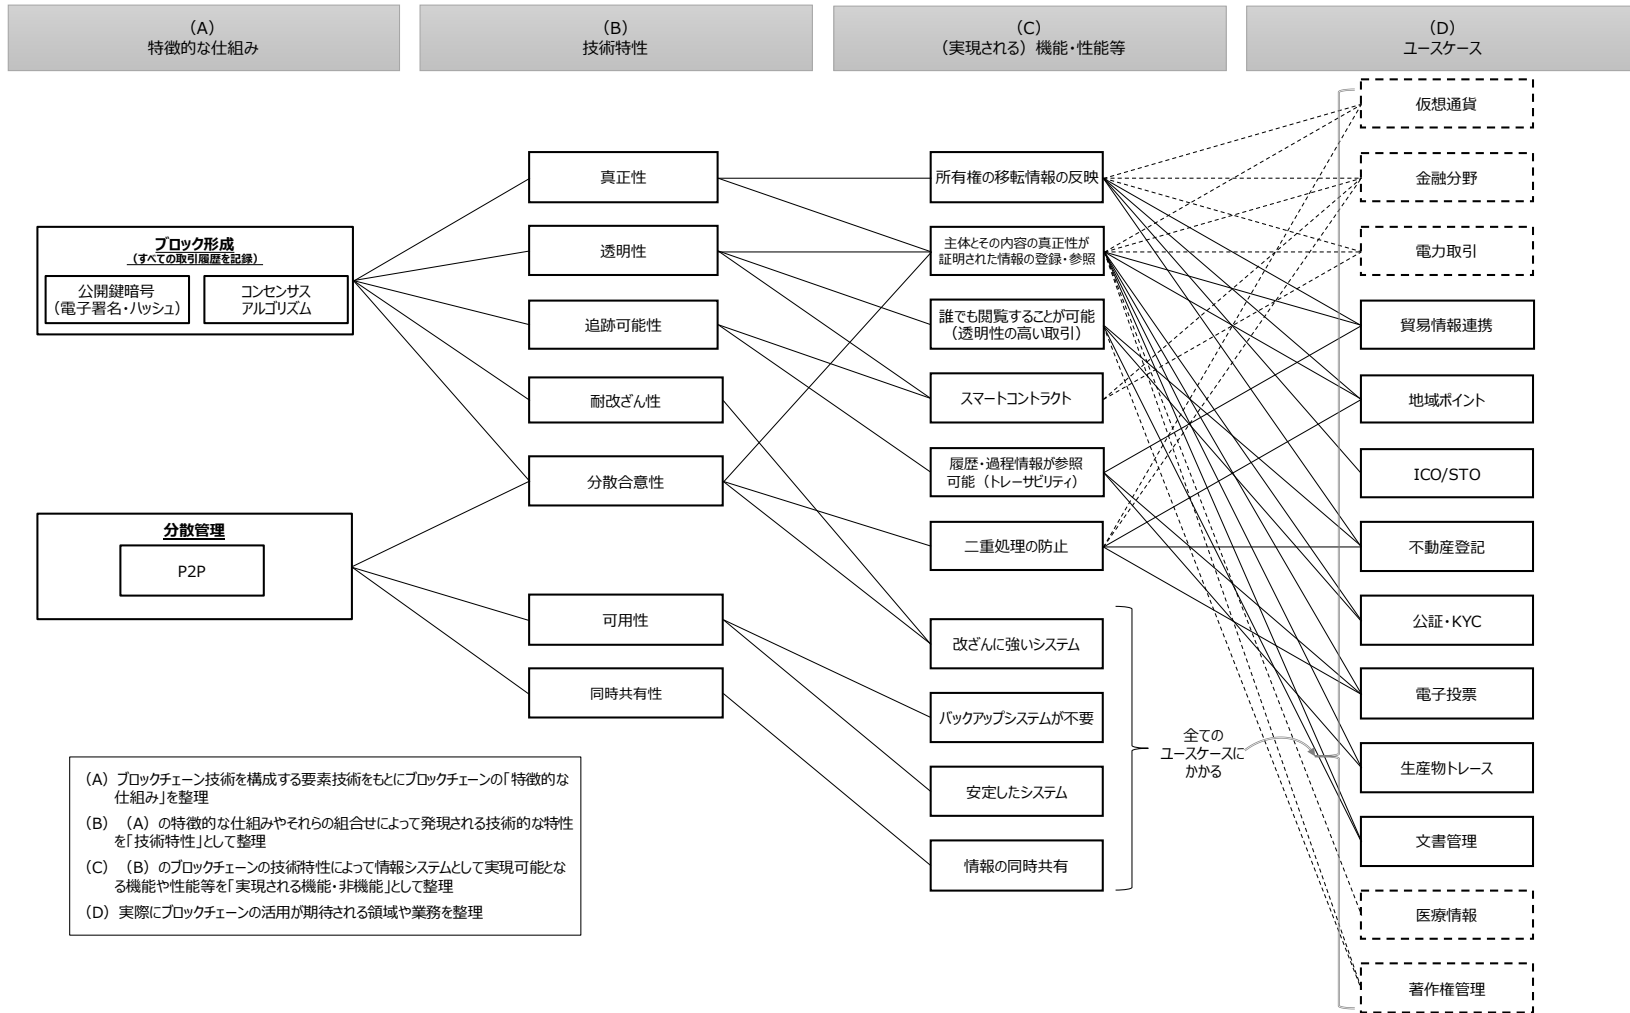 (A)
特徴的な仕組み
(B)
技術特性
(C)
(実現される) 機能・性能等
(D)
ユースケース
ブロック形成
(すべての取引履歴を記録)
公開鍵暗号
(電子署名・ハッシュ)
コンセンサス
アルゴリズム
分散管理
P2P
真正性
透明性
追跡可能性
耐改ざん性
分散合意性
可用性
同時共有性
所有権の移転情報の反映
主体とその内容の真正性が
証明された情報の登録・参照
誰でも閲覧することが可能
(透明性の高い取引)
スマートコントラクト
履歴・過程情報が参照
可能 (トレーサビリティ)
二重処理の防止
改ざんに強いシステム
バックアップシステムが不要
安定したシステム
情報の同時共有
全ての
ユースケースに
かかる
仮想通貨
金融分野
電力取引
貿易情報連携
地域ポイント
ICO/STO
不動産登記
公証・KYC
電子投票
生産物トレース
文書管理
医療情報
著作権管理
(A) ブロックチェーン技術を構成する要素技術をもとにブロックチェーンの「特徴的な
仕組み」を整理
(B) (A)の特徴的な仕組みやそれらの組合せによって発現される技術的な特性
を「技術特性」として整理
(C) (B)のブロックチェーンの技術特性によって情報システムとして実現可能とな
る機能や性能等を「実現される機能・非機能」として整理
(D) 実際にブロックチェーンの活用が期待される領域や業務を整理